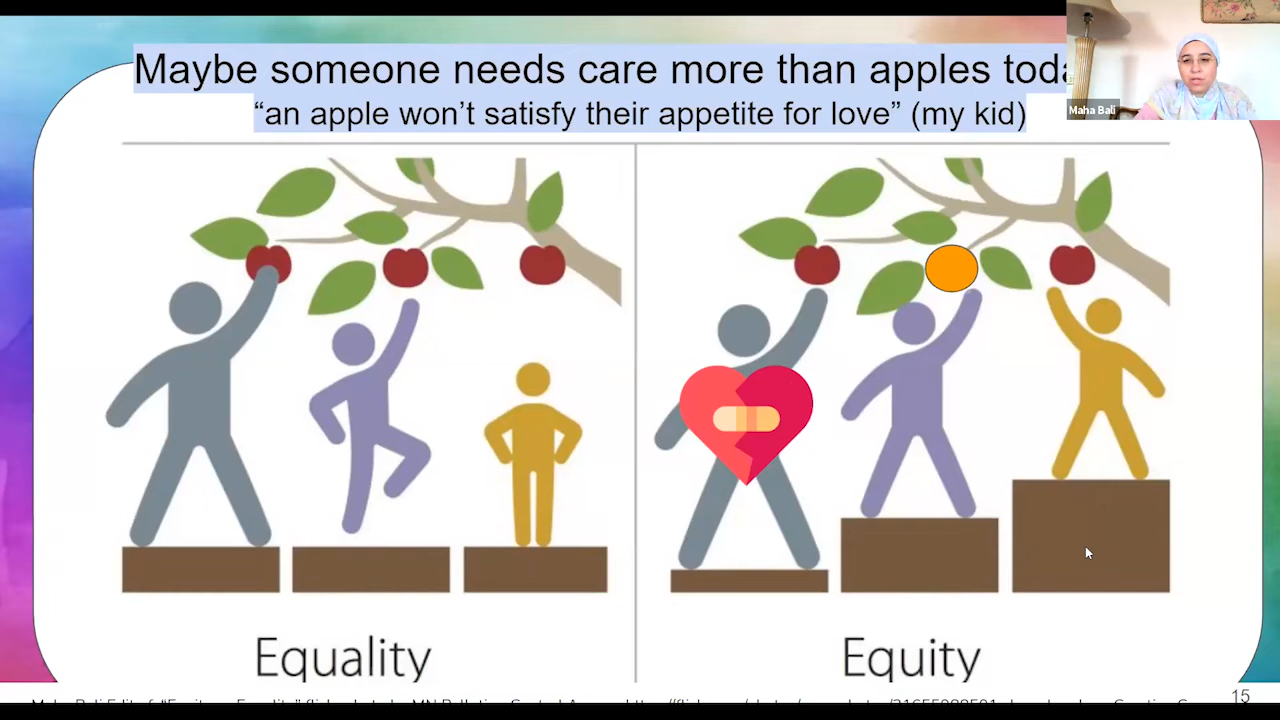 Maybe someone needs care more than apples
“an apple won’t satisfy their appetite for love” (my kid)
Maha Bali
Equality
Equity
15